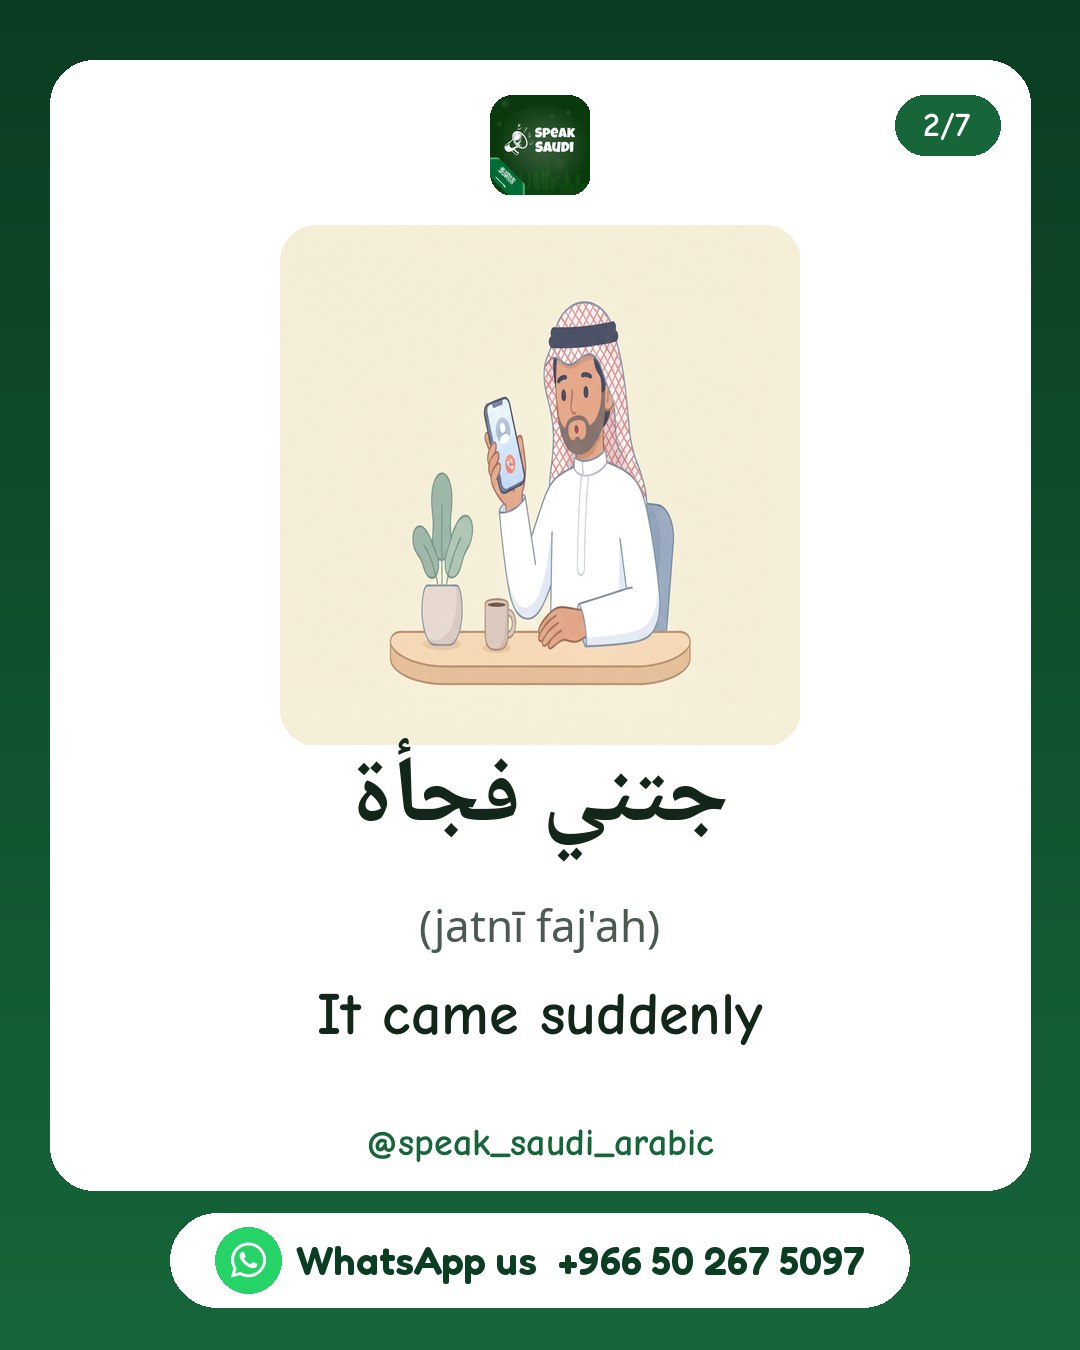 SPEAK
SAUDI
2/7
جتني فجأة
(jatnī faj'ah)
It came suddenly
@speak_saudi_arabic
WhatsApp us +966 50 267 5097